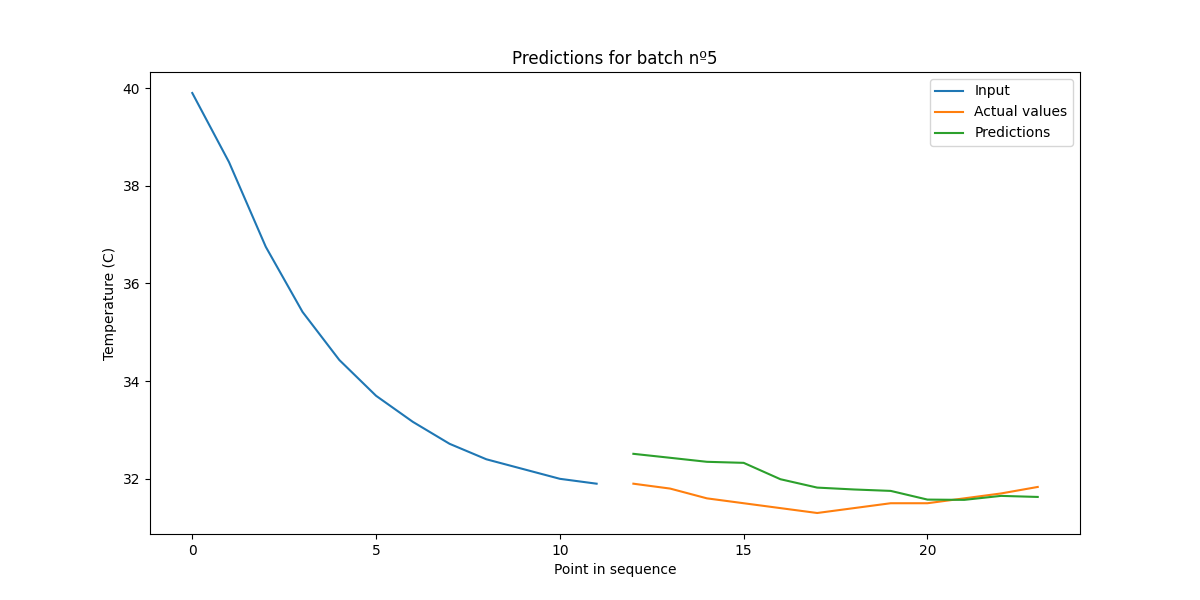 Predictions for batch nº5
Input
Actual values
Predictions
Temperature (C)
40
38
36
34
32
0
5
10
15
20
Point in sequence